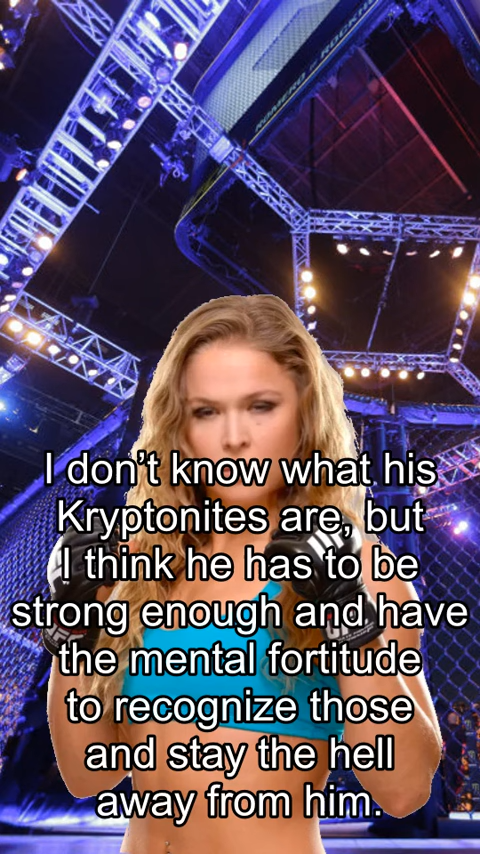 ROMERO
I don’t know what his
Kryptonites are, but
I think he has to be
strong enough and have
the mental fortitude
to recognize those
and stay the hell
away from him.